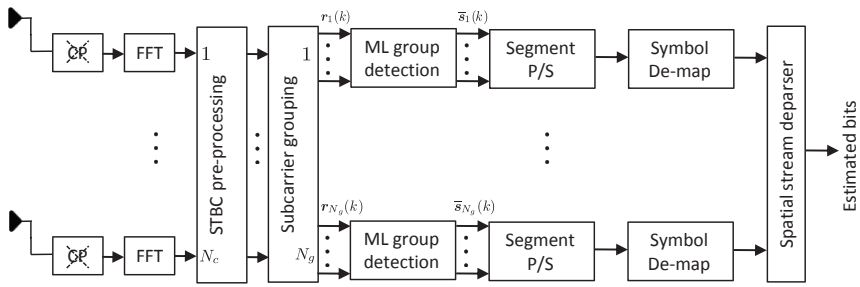 CP
FFT
1
STBC pre-processing
N_c
Subcarrier grouping
1
N_g
r_1(k)
ML group
detection
s̅_1(k)
Segment
P/S
Symbol
De-map
Spatial stream deparser
Estimated bits
CP
FFT
r_{N_g}(k)
ML group
detection
s̅_{N_g}(k)
Segment
P/S
Symbol
De-map